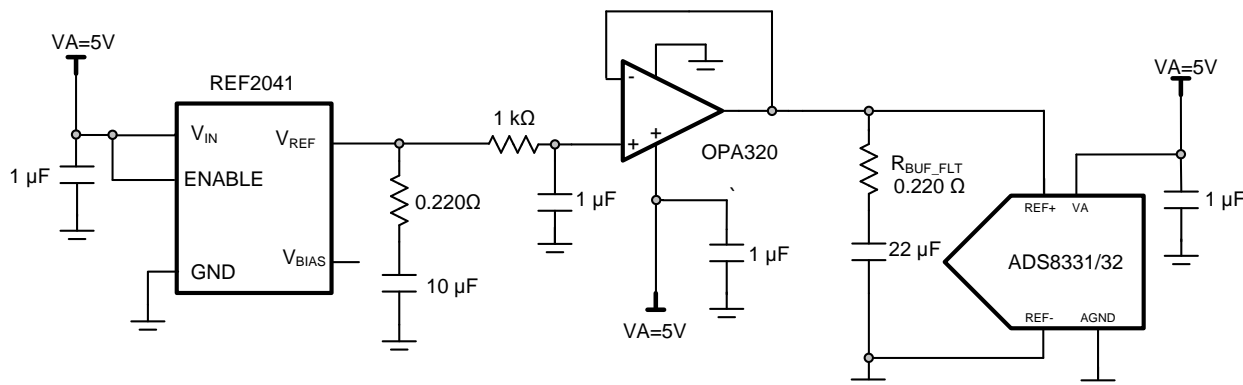 VA=5V
REF2041
VIN
VREF
ENABLE
GND
VBIAS
1 µF
0.220Ω
10 µF
1 kΩ
1 µF
-
+
+
OPA320
1 µF
VA=5V
RBUF_FLT
0.220 Ω
22 µF
VA=5V
REF+
VA
1 µF
ADS8331/32
REF-
AGND